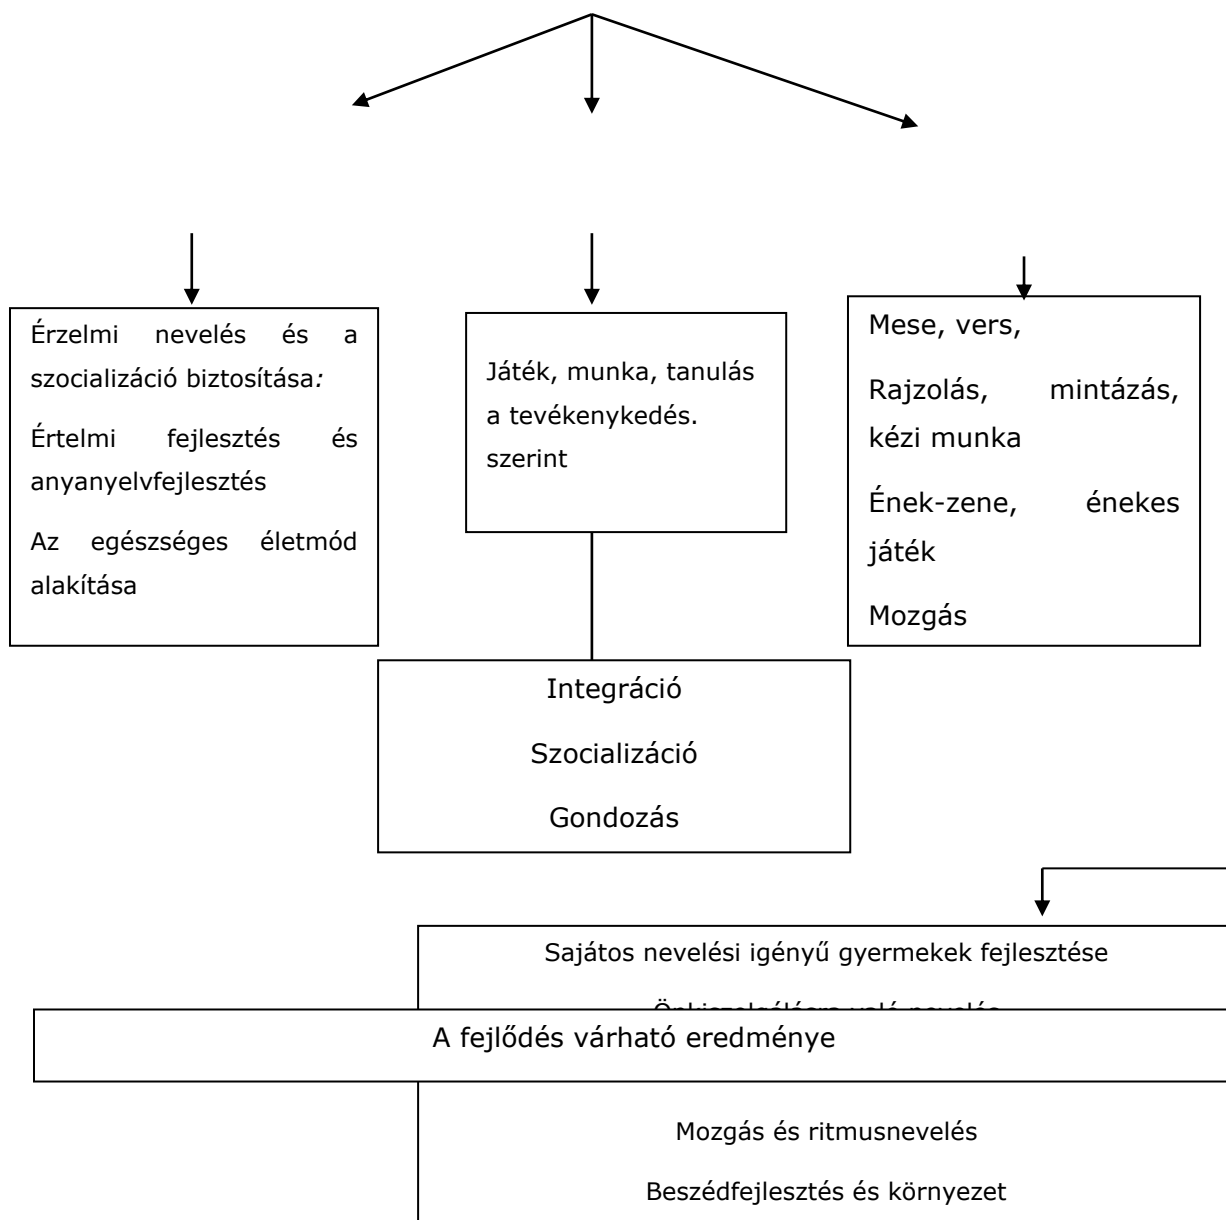 Érzelmi nevelés és a
szocializáció biztosítása:
Értelmi fejlesztés és
anyanyelvfejlesztés
Az egészséges életmód
alakítása
Játék, munka, tanulás
a tevékenykedés.
szerint
Mese, vers,
Rajzolás, mintázás,
kézi munka
Ének-zene, énekes
játék
Mozgás
Integráció
Szocializáció
Gondozás
Sajátos nevelési igényű gyermekek fejlesztése
A fejlődés várható eredménye
Mozgás és ritmusnevelés
Beszédfejlesztés és környezet